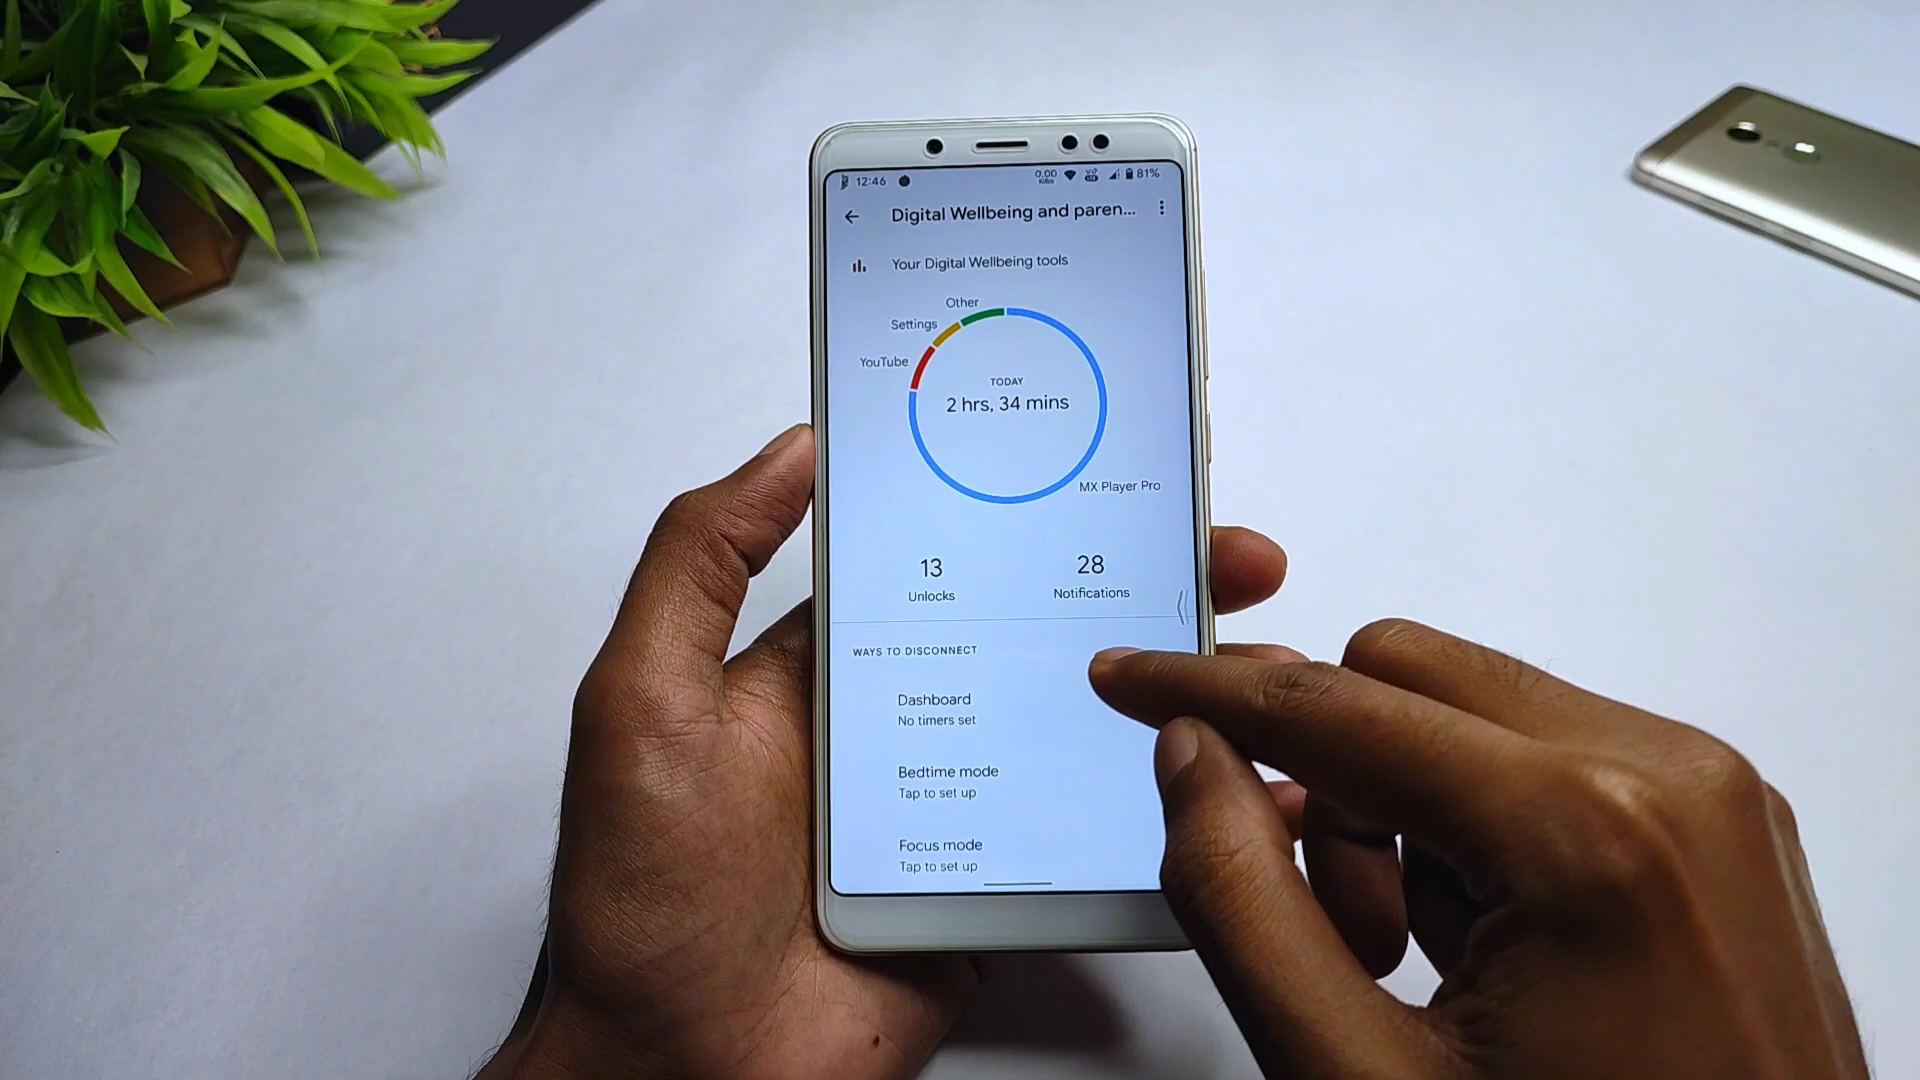 12:46
0.00
81%
Digital Wellbeing and paren...
Your Digital Wellbeing tools
Other
Settings
YouTube
TODAY
2 hrs, 34 mins
MX Player Pro
13
28
Unlocks
Notifications
WAYS TO DISCONNECT
Dashboard
No timers set
Bedtime mode
Tap to set up
Focus mode
Tap to set up